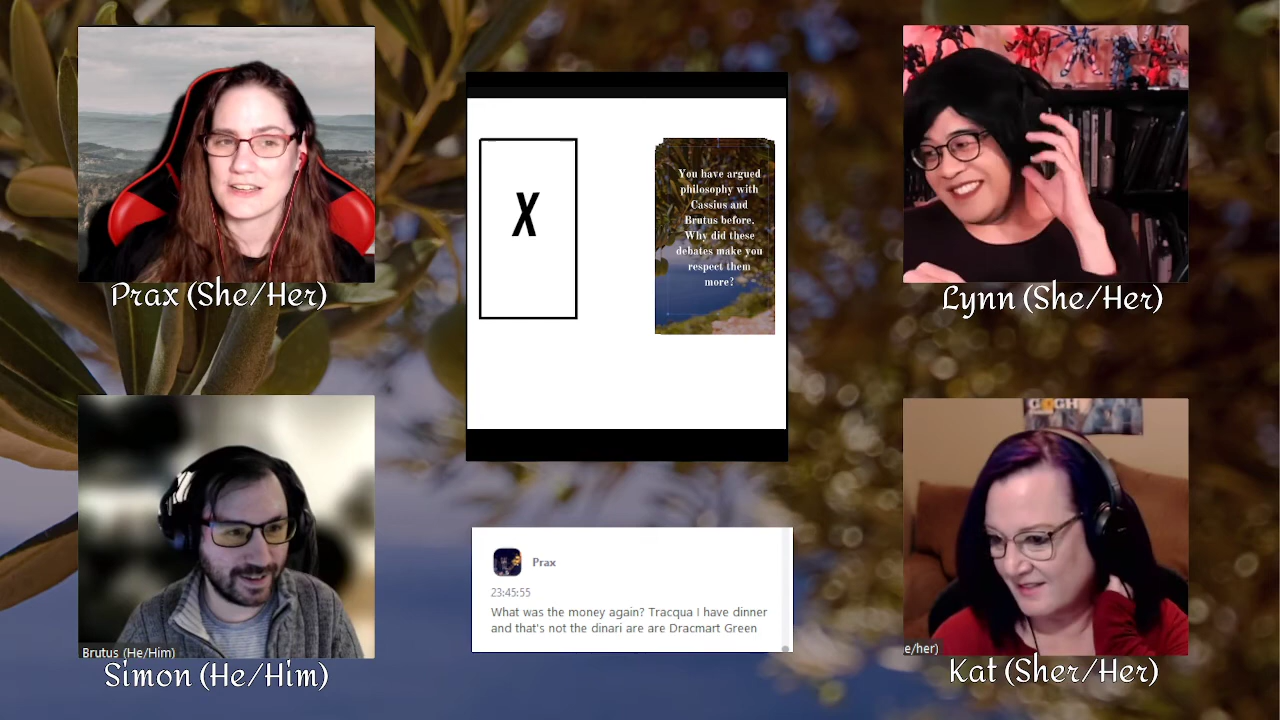 Prax (She/Her)
X
You have argued
philosophy with
Cassius and
Brutus before.
Why did these
debates make you
respect them
more?
Lynn (She/Her)
Brutus (He/Him)
Simon (He/Him)
Prax
23:45:55
What was the money again? Tracqua I have dinner
and that's not the dinari are are Dracmart Green
GOGH
e/her)
Kat (Sher/Her)